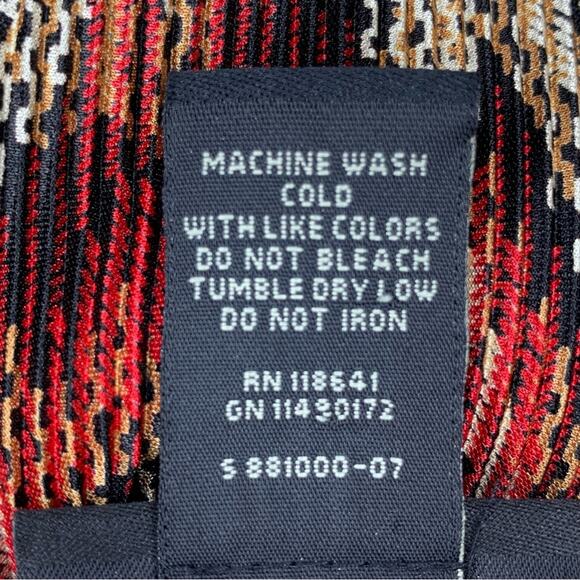 MACHINE WASH
COLD
WITH LIKE COLORS
DO NOT BLEACH
TUMBLE DRY LOW
DO NOT IRON
RN 118641
GN 11430172
S 881000-07